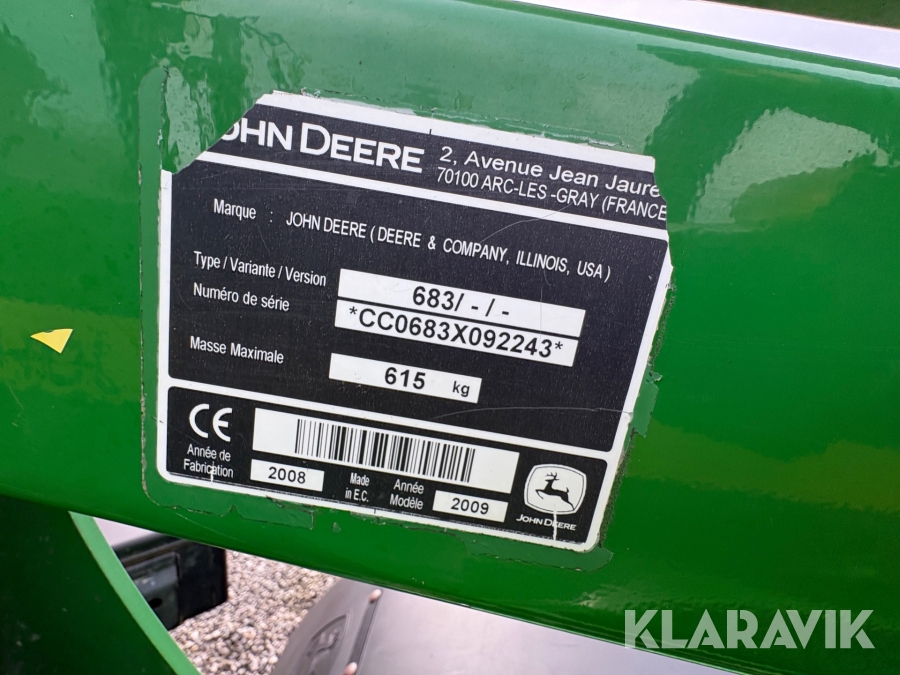 OHN DEERE
2, Avenue Jean Jaure
70100 ARC-LES -GRAY (FRANCE
Marque : JOHN DEERE ( DEERE & COMPANY, ILLINOIS, USA )
Type / Variante / Version 683/ - / -
Numéro de série *CC0683X092243*
Masse Maximale 615 kg
CE
Année de Fabrication 2008 Made in E.C. Année Modèle 2009
JOHN DEERE
KLARAVIK